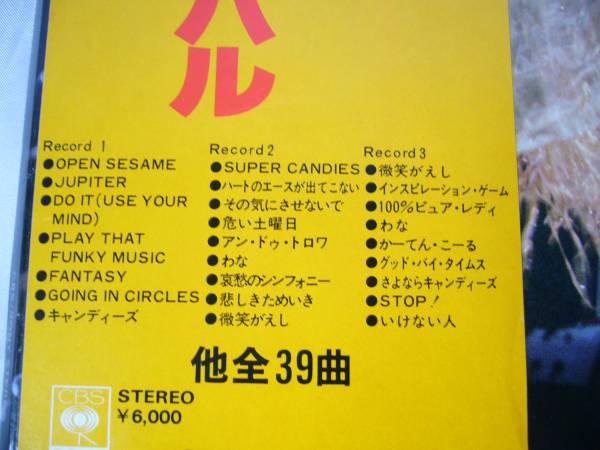 バル
Record 1
●OPEN SESAME
●JUPITER
●DO IT(USE YOUR
MIND)
●PLAY THAT
FUNKY MUSIC
●FANTASY
●GOING IN CIRCLES
●キャンディーズ
Record 2
●SUPER CANDIES
●ハートのエースが出てこない
●その気にさせないで
●危い土曜日
●アン・ドゥ・トロワ
●わな
●哀愁のシンフォニー
●悲しきためいき
●微笑がえし
Record 3
●微笑がえし
●インスピレーション・ゲーム
●100%ピュア・レディ
●わな
●かーてん・こーる
●グッド・バイ・タイムス
●さよならキャンディーズ
●STOP!
●いけない人
他全39曲
CBS
STEREO
¥6,000